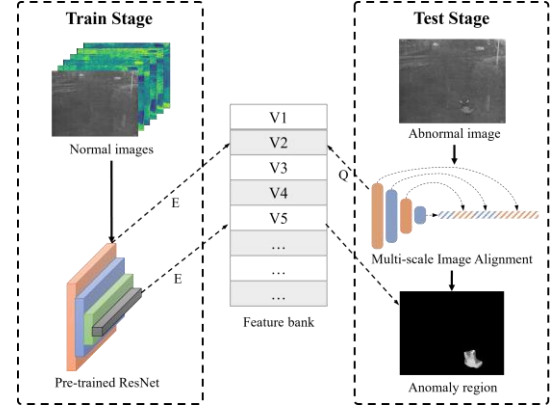 Train Stage
Normal images
E
E
Pre-trained ResNet
V1
V2
V3
V4
V5
...
...
...
Feature bank
Test Stage
Abnormal image
Q
Multi-scale Image Alignment
Anomaly region